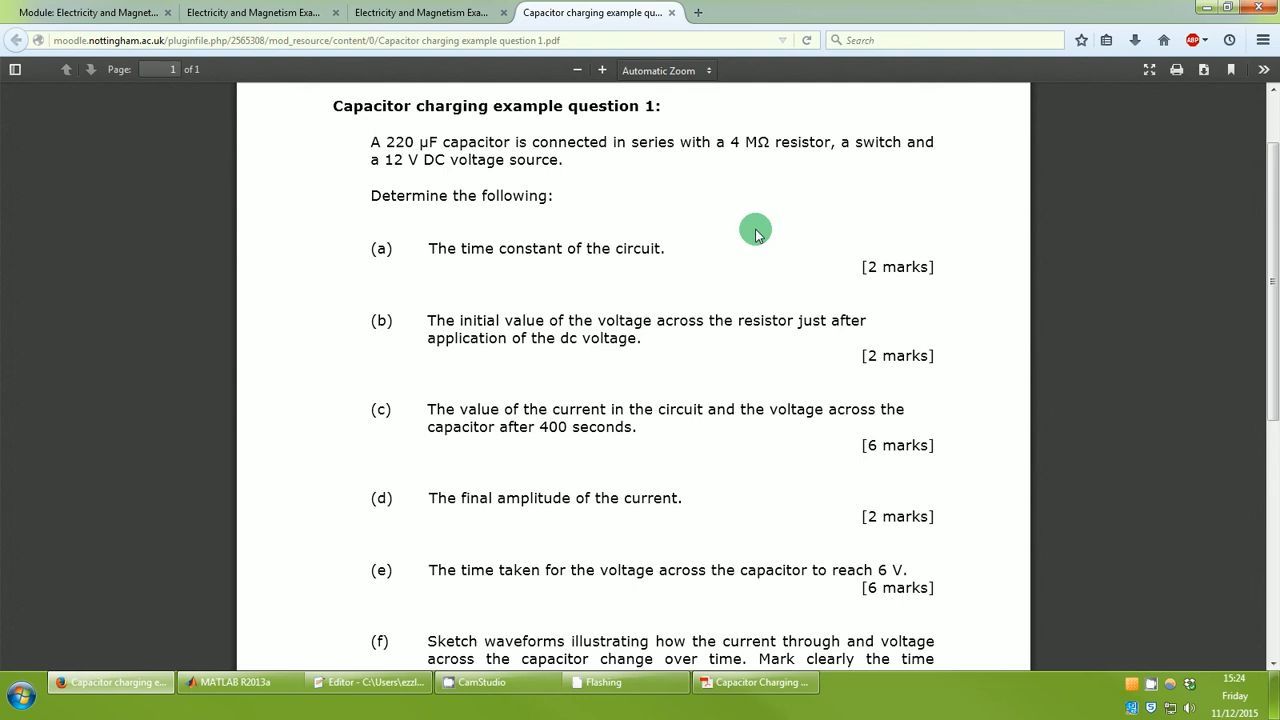 Module: Electricity and Magnet...
Electricity and Magnetism Exa...
Electricity and Magnetism Exa...
Capacitor charging example qu...
moodle.nottingham.ac.uk/pluginfile.php/2565308/mod_resource/content/0/Capacitor charging example question 1.pdf
Search
ABP
Page: 1 of 1
Automatic Zoom
Capacitor charging example question 1:
A 220 µF capacitor is connected in series with a 4 MΩ resistor, a switch and
a 12 V DC voltage source.
Determine the following:
(a) The time constant of the circuit.
[2 marks]
(b) The initial value of the voltage across the resistor just after
application of the dc voltage.
[2 marks]
(c) The value of the current in the circuit and the voltage across the
capacitor after 400 seconds.
[6 marks]
(d) The final amplitude of the current.
[2 marks]
(e) The time taken for the voltage across the capacitor to reach 6 V.
[6 marks]
(f) Sketch waveforms illustrating how the current through and voltage
across the capacitor change over time. Mark clearly the time
Capacitor charging e...
MATLAB R2013a
Editor - C:\Users\ezzl...
CamStudio
Flashing
Capacitor Charging ...
15:24
Friday
11/12/2015